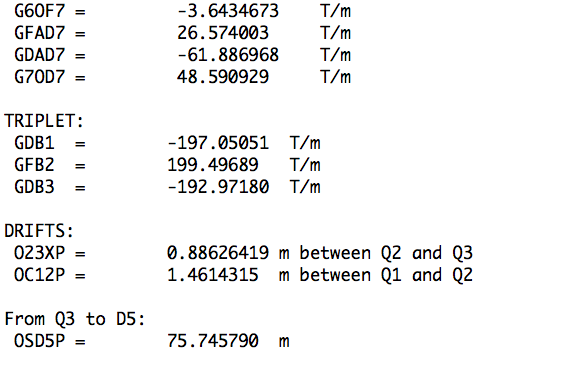 G6OF7 = -3.6434673 T/m
GFAD7 = 26.574003 T/m
GDAD7 = -61.886968 T/m
G7OD7 = 48.590929 T/m
TRIPLET:
GDB1 = -197.05051 T/m
GFB2 = 199.49689 T/m
GDB3 = -192.97180 T/m
DRIFTS:
O23XP = 0.88626419 m between Q2 and Q3
OC12P = 1.4614315 m between Q1 and Q2
From Q3 to D5:
OSD5P = 75.745790 m